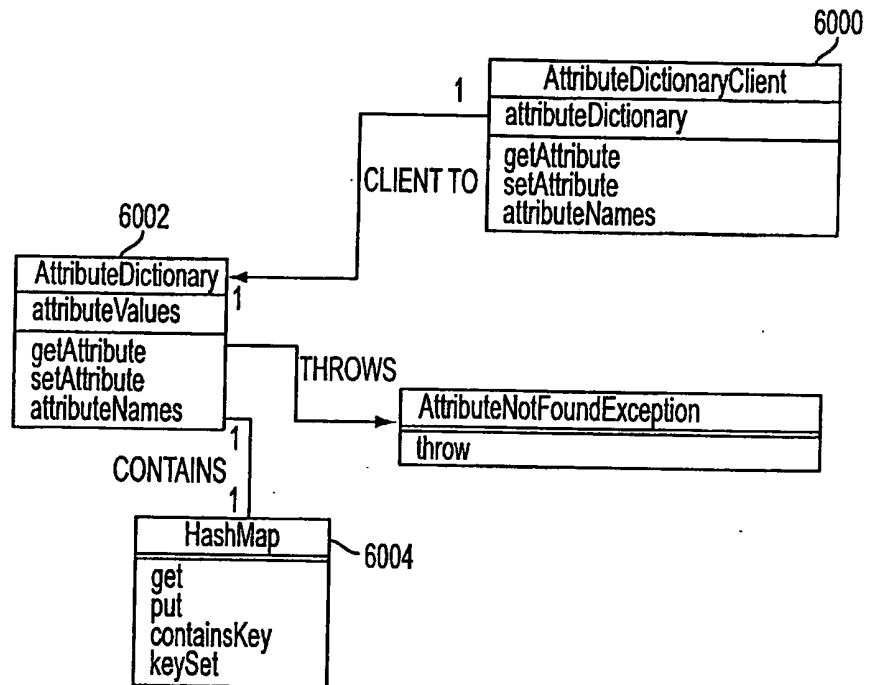 6000
AttributeDictionaryClient
attributeDictionary
getAttribute
setAttribute
attributeNames
1
CLIENT TO
6002
AttributeDictionary
1
attributeValues
getAttribute
setAttribute
attributeNames
THROWS
AttributeNotFoundException
throw
1
CONTAINS
1
HashMap
6004
get
put
containsKey
keySet